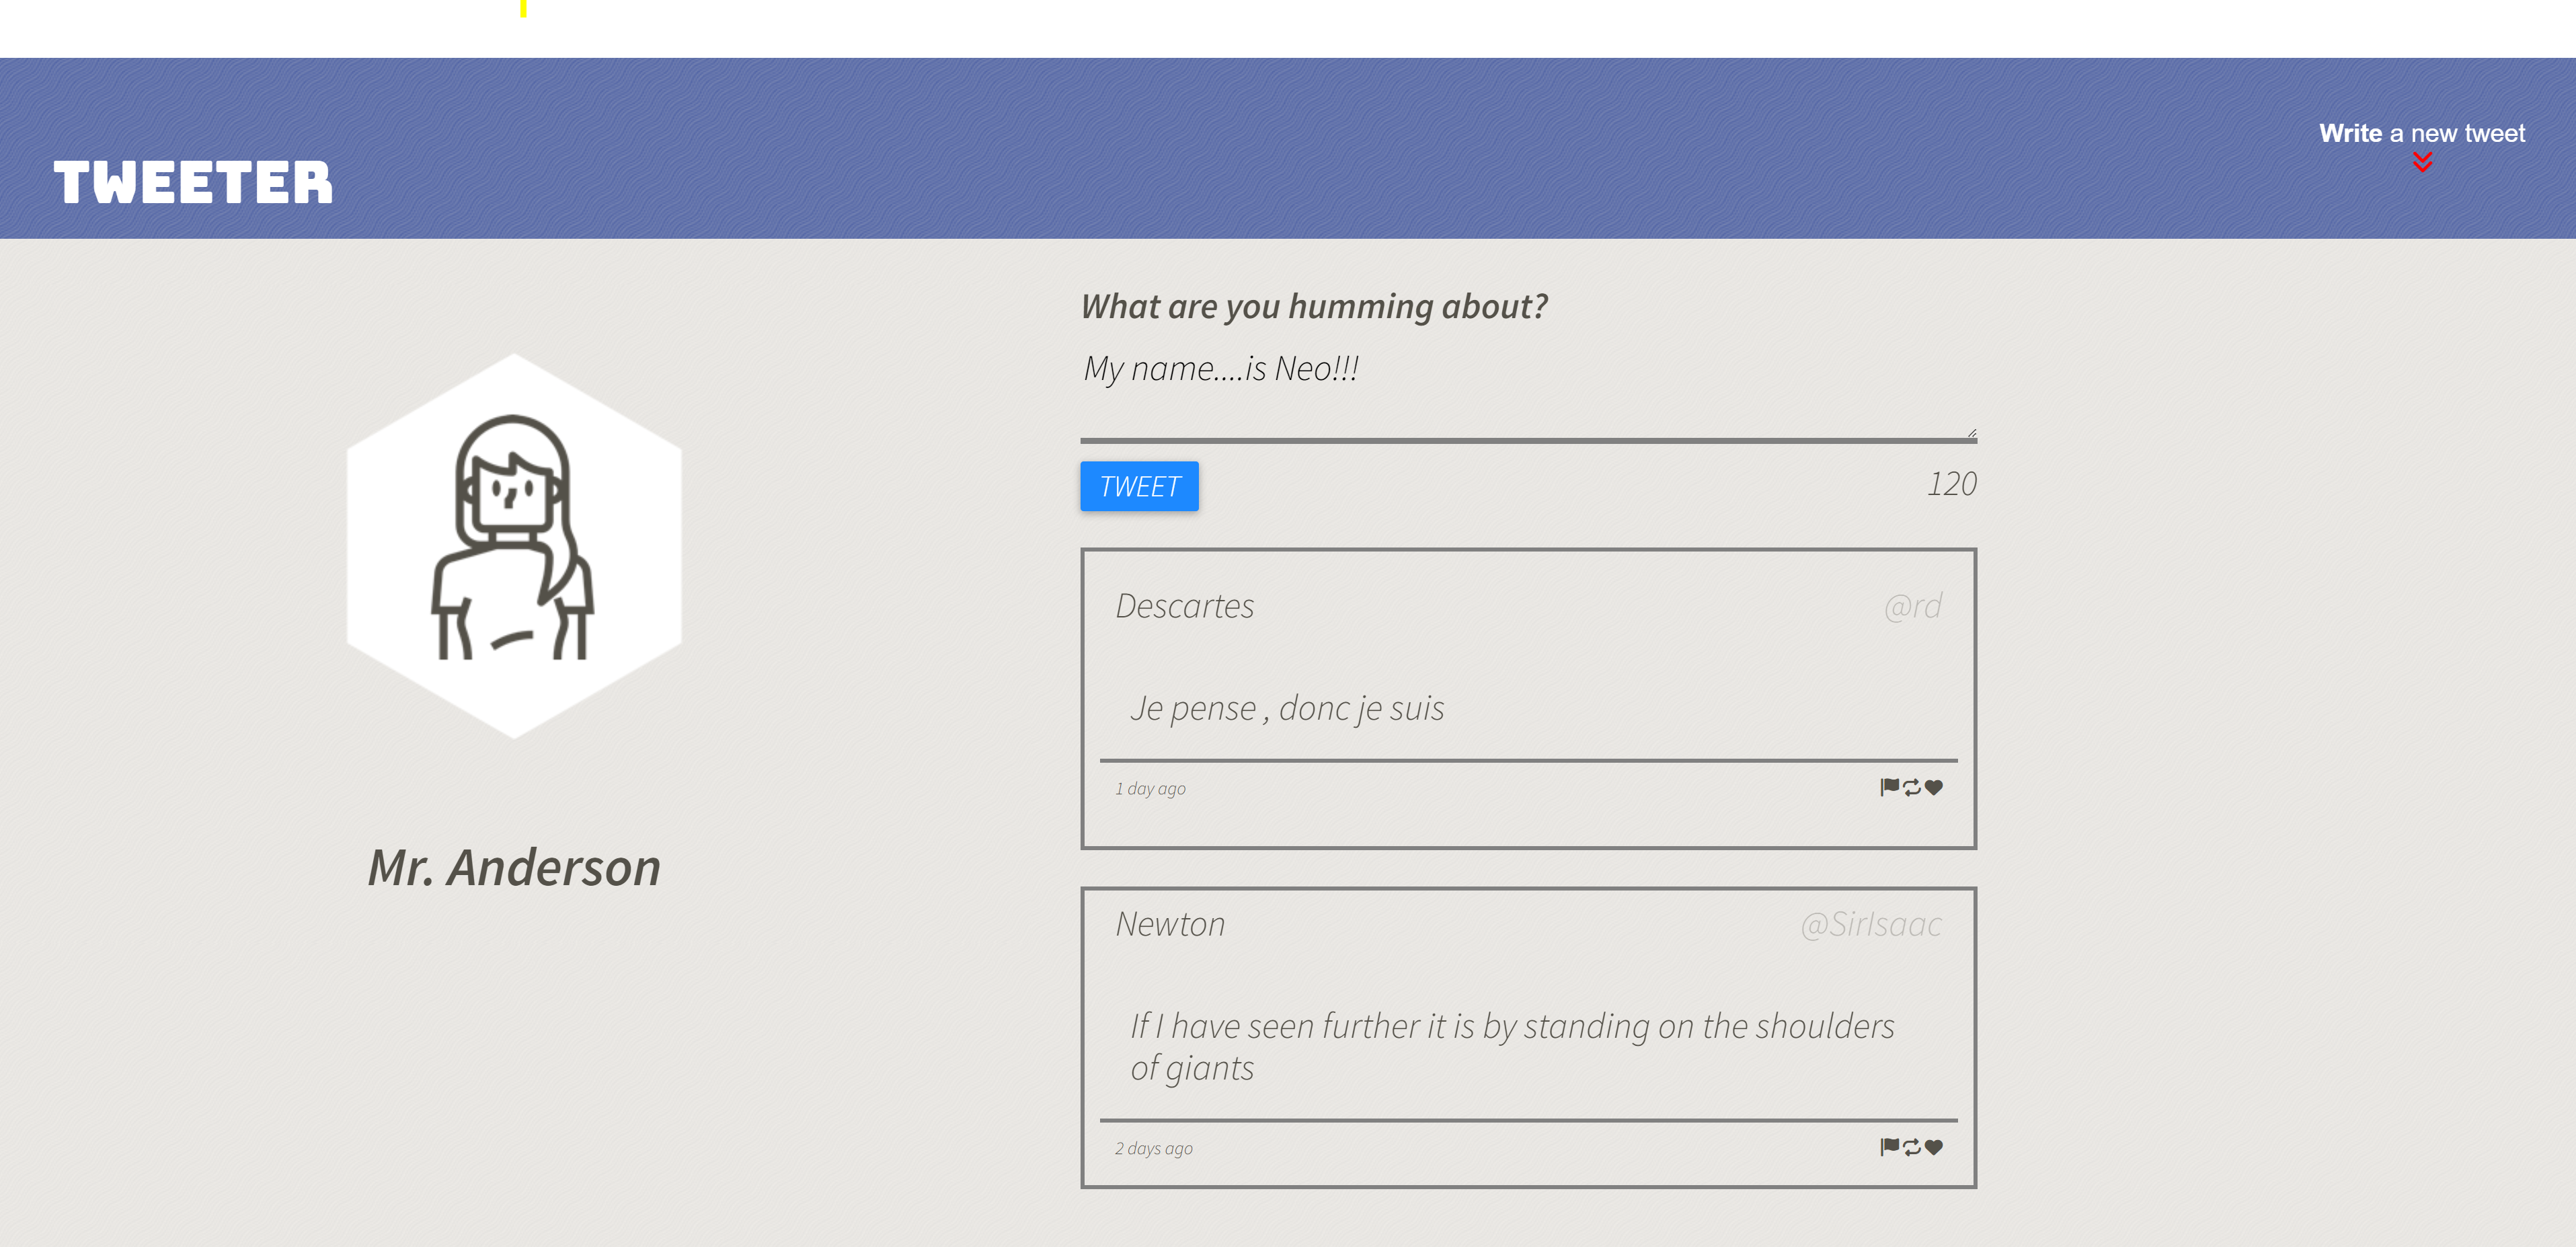 TWEETER
Write a new tweet
What are you humming about?
My name....is Neo!!!
TWEET
120
Descartes
@rd
Je pense , donc je suis
1 day ago
Mr. Anderson
Newton
@SirIsaac
If I have seen further it is by standing on the shoulders
of giants
2 days ago